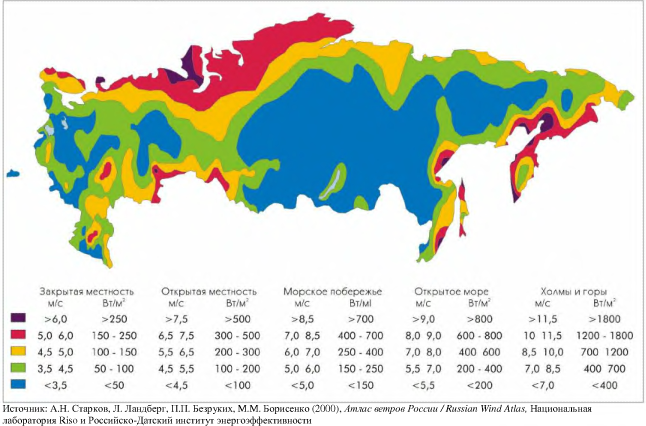 Закрытая местность Открытая местность Морское побережье Открытое море Холмы и горы
м/с Вт/м² м/с Вт/м² м/с Вт/мl м/с Вт/м² м/с Вт/м²
>6,0 >250 >7,5 >500 >8,5 >700 >9,0 >800 >11,5 >1800
5,0 6,0 150 - 250 6,5 7,5 300 - 500 7,0 8,5 400 - 700 8,0 9,0 600 - 800 10 11,5 1200 - 1800
4,5 5,0 100 - 150 5,5 6,5 200 - 300 6,0 7,0 250 - 400 7,0 8,0 400 600 8,5 10,0 700 1200
3,5 4,5 50 - 100 4,5 5,5 100 - 200 5,0 6,0 150 - 250 5,5 7,0 200 - 400 7,0 8,5 400 700
<3,5 <50 <4,5 <100 <5,0 <150 <5,5 <200 <7,0 <400
Источник: А.Н. Старков, Л. Ландберг, П.П. Безруких, М.М. Борисенко (2000), Атлас ветров России / Russian Wind Atlas, Национальная
лаборатория Riso и Российско-Датский институт энергоэффективности